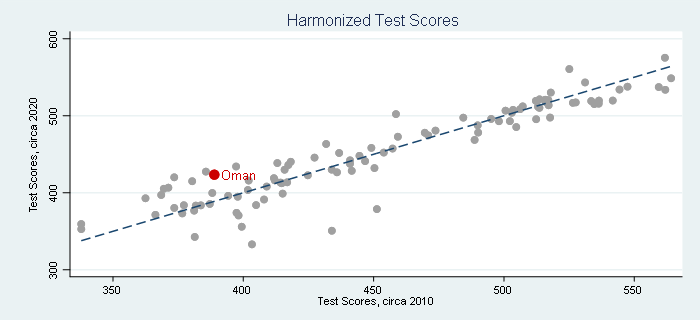 Harmonized Test Scores
600
500
400
300
Test Scores, circa 2020
Oman
350
400
450
500
550
Test Scores, circa 2010